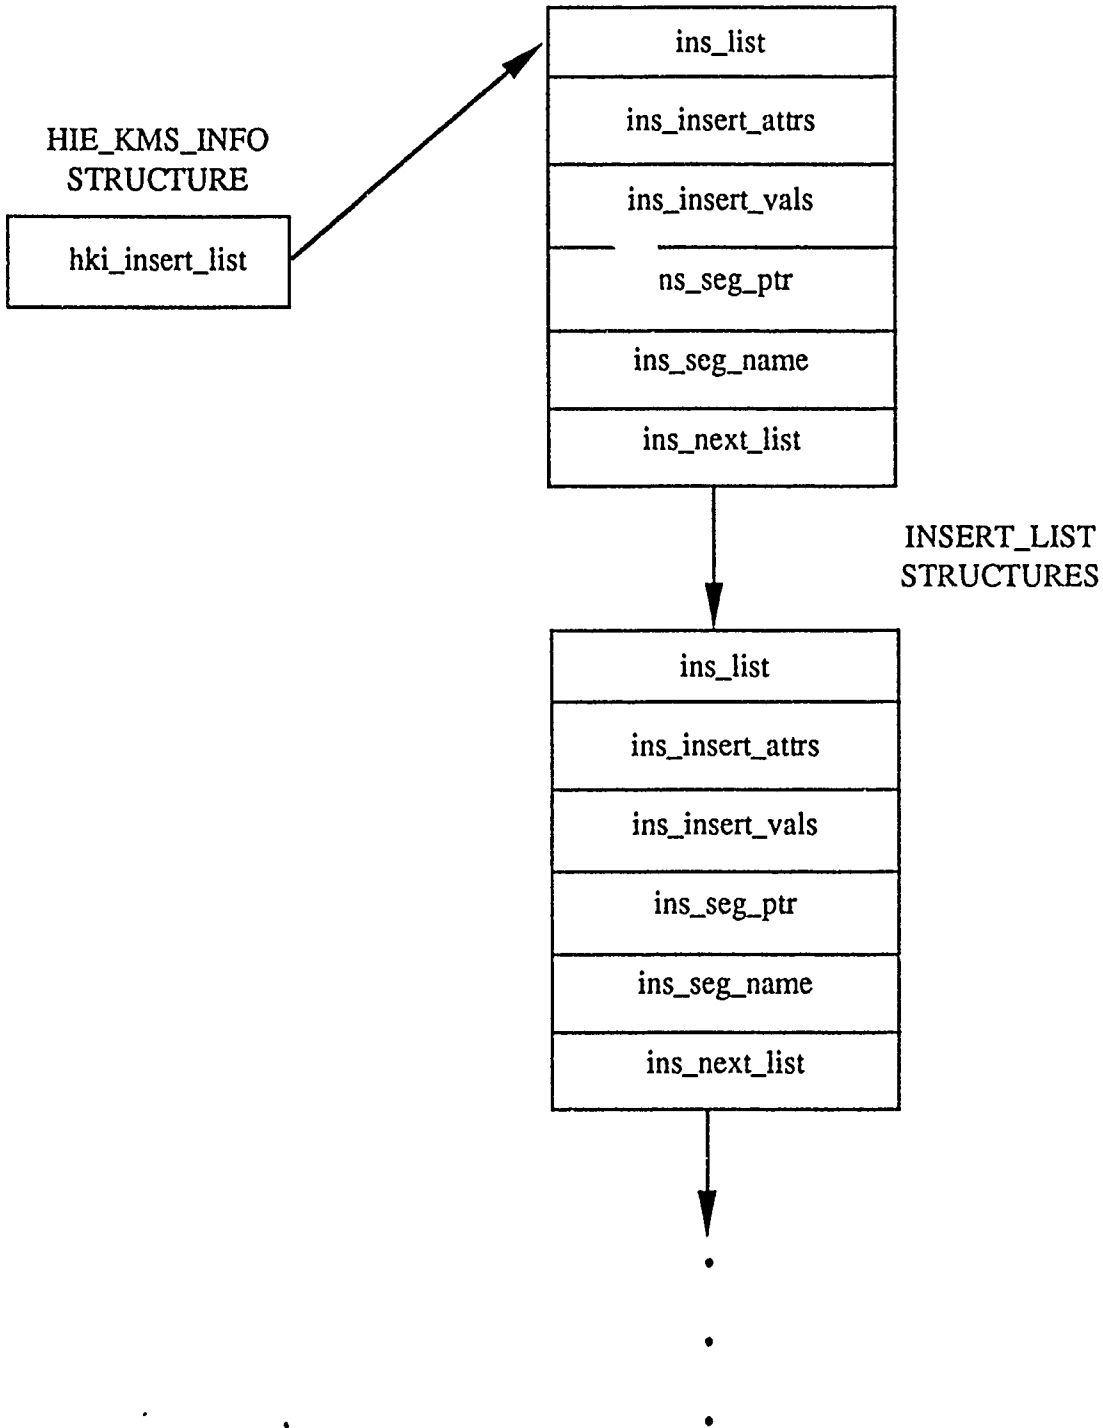 HIE_KMS_INFO
STRUCTURE
hki_insert_list
ins_list
ins_insert_attrs
ins_insert_vals
ns_seg_ptr
ins_seg_name
ins_next_list
INSERT_LIST
STRUCTURES
ins_list
ins_insert_attrs
ins_insert_vals
ins_seg_ptr
ins_seg_name
ins_next_list